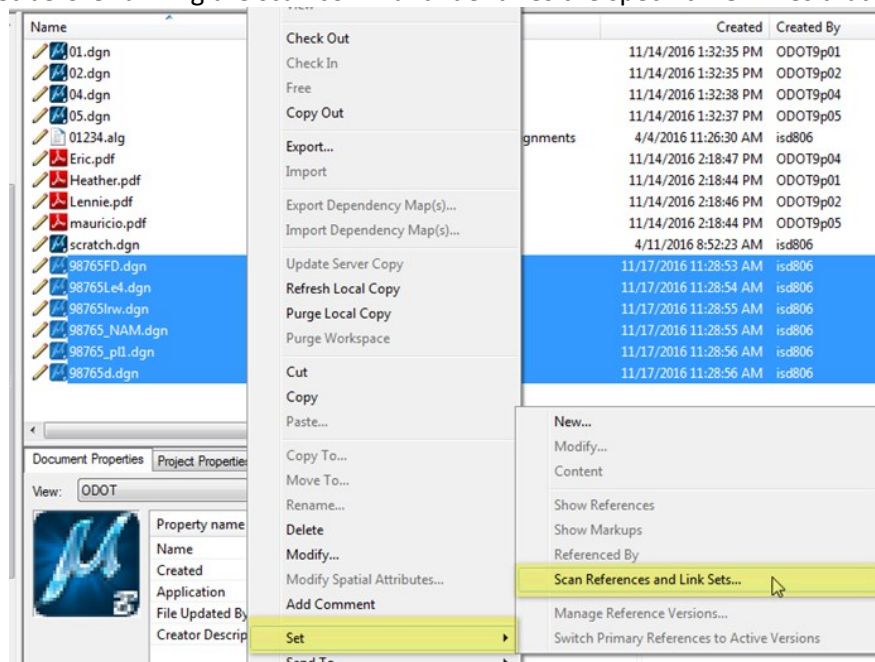 Name
Created
Created By
01.dgn
11/14/2016 1:32:35 PM
ODOT9p01
02.dgn
11/14/2016 1:32:35 PM
ODOT9p02
04.dgn
11/14/2016 1:32:38 PM
ODOT9p04
05.dgn
11/14/2016 1:32:37 PM
ODOT9p05
01234.alg
gnments
4/4/2016 11:26:30 AM
isd806
Eric.pdf
11/14/2016 2:18:47 PM
ODOT9p04
Heather.pdf
11/14/2016 2:18:44 PM
ODOT9p01
Lennie.pdf
11/14/2016 2:18:46 PM
ODOT9p02
mauricio.pdf
11/14/2016 2:18:44 PM
ODOT9p05
scratch.dgn
4/11/2016 8:52:23 AM
isd806
98765FD.dgn
11/17/2016 11:28:53 AM
isd806
98765Le4.dgn
11/17/2016 11:28:54 AM
isd806
98765lrw.dgn
11/17/2016 11:28:55 AM
isd806
98765_NAM.dgn
11/17/2016 11:28:55 AM
isd806
98765_pl1.dgn
11/17/2016 11:28:56 AM
isd806
98765d.dgn
11/17/2016 11:28:56 AM
isd806
View
Check Out
Check In
Free
Copy Out
Export...
Import
Export Dependency Map(s)...
Import Dependency Map(s)...
Update Server Copy
Refresh Local Copy
Purge Local Copy
Purge Workspace
Cut
Copy
Paste...
Copy To...
Move To...
Rename...
Delete
Modify...
Modify Spatial Attributes...
Add Comment
Set
Send To
New...
Modify...
Content
Show References
Show Markups
Referenced By
Scan References and Link Sets...
Manage Reference Versions...
Switch Primary References to Active Versions
Document Properties
Project Propertie
View:
ODOT
Property name
Name
Created
Application
File Updated By
Creator Descrip